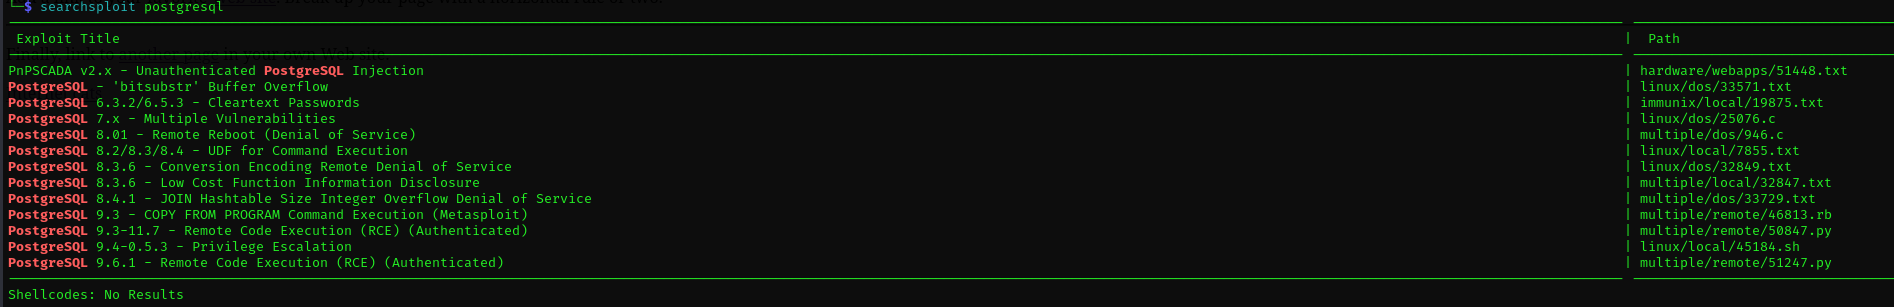 └─$ searchsploit postgresql
Exploit Title | Path
PnPSCADA v2.x - Unauthenticated PostgreSQL Injection | hardware/webapps/51448.txt
PostgreSQL - 'bitsubstr' Buffer Overflow | linux/dos/33571.txt
PostgreSQL 6.3.2/6.5.3 - Cleartext Passwords | immunix/local/19875.txt
PostgreSQL 7.x - Multiple Vulnerabilities | linux/dos/25076.c
PostgreSQL 8.01 - Remote Reboot (Denial of Service) | multiple/dos/946.c
PostgreSQL 8.2/8.3/8.4 - UDF for Command Execution | linux/local/7855.txt
PostgreSQL 8.3.6 - Conversion Encoding Remote Denial of Service | linux/dos/32849.txt
PostgreSQL 8.3.6 - Low Cost Function Information Disclosure | multiple/local/32847.txt
PostgreSQL 8.4.1 - JOIN Hashtable Size Integer Overflow Denial of Service | multiple/dos/33729.txt
PostgreSQL 9.3 - COPY FROM PROGRAM Command Execution (Metasploit) | multiple/remote/46813.rb
PostgreSQL 9.3-11.7 - Remote Code Execution (RCE) (Authenticated) | multiple/remote/50847.py
PostgreSQL 9.4-0.5.3 - Privilege Escalation | linux/local/45184.sh
PostgreSQL 9.6.1 - Remote Code Execution (RCE) (Authenticated) | multiple/remote/51247.py
Shellcodes: No Results